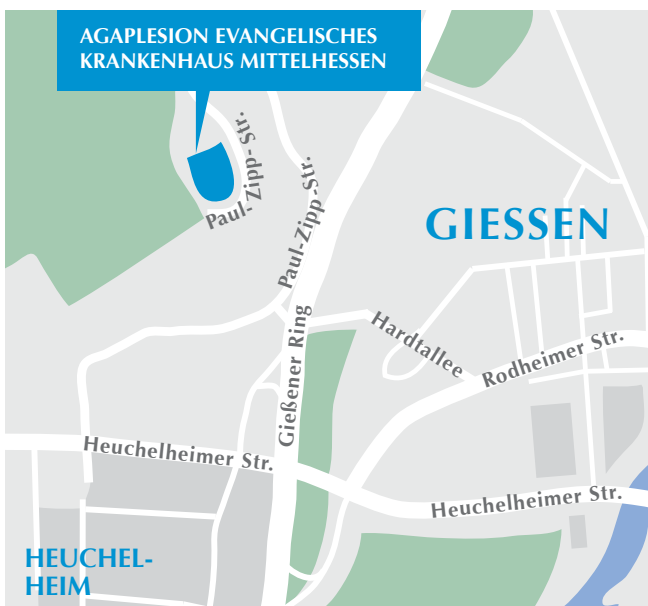 AGAPLESION EVANGELISCHES
KRANKENHAUS MITTELHESSEN
Paul-Zipp-Str.
Paul-Zipp-Str.
GIESSEN
Hardtallee
Rodheimer Str.
Gießener Ring
Heuchelheimer Str.
Heuchelheimer Str.
HEUCHEL-
HEIM